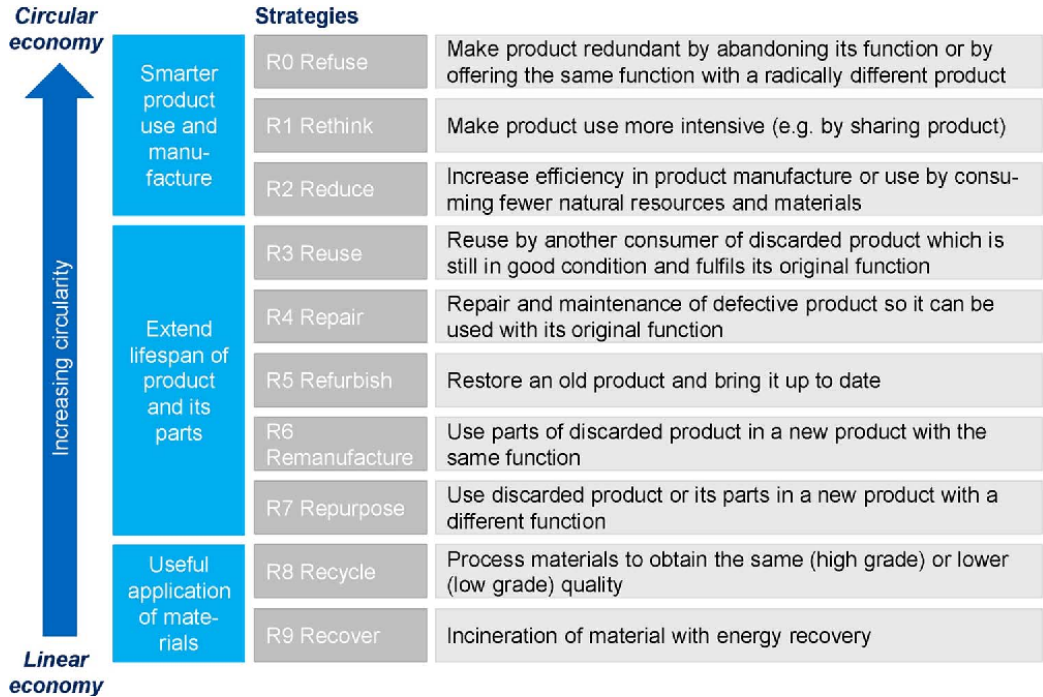 Circular
economy
Strategies
Increasing circularity
Smarter
product
use and
manu-
facture
R0 Refuse
Make product redundant by abandoning its function or by
offering the same function with a radically different product
R1 Rethink
Make product use more intensive (e.g. by sharing product)
R2 Reduce
Increase efficiency in product manufacture or use by consu-
ming fewer natural resources and materials
Extend
lifespan of
product
and its
parts
R3 Reuse
Reuse by another consumer of discarded product which is
still in good condition and fulfils its original function
R4 Repair
Repair and maintenance of defective product so it can be
used with its original function
R5 Refurbish
Restore an old product and bring it up to date
R6
Remanufacture
Use parts of discarded product in a new product with the
same function
R7 Repurpose
Use discarded product or its parts in a new product with a
different function
Useful
application
of mate-
rials
R8 Recycle
Process materials to obtain the same (high grade) or lower
(low grade) quality
R9 Recover
Incineration of material with energy recovery
Linear
economy